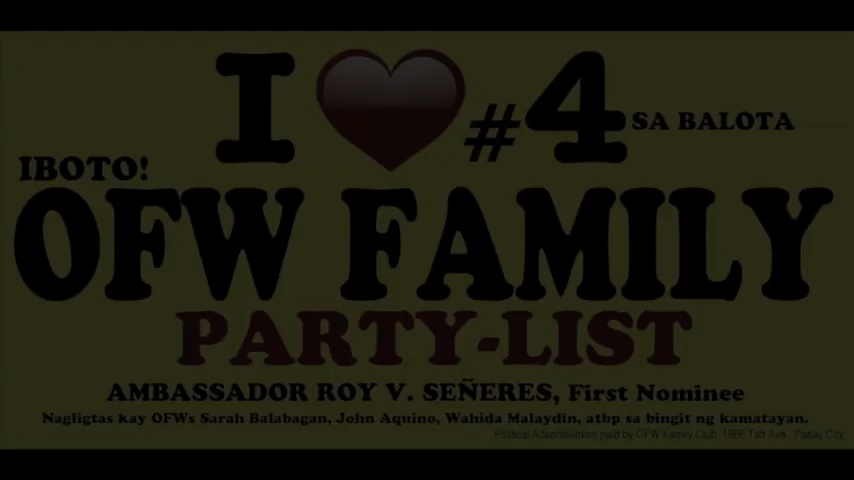 I #4 SA BALOTA
IBOTO!
OFW FAMILY
PARTY-LIST
AMBASSADOR ROY V. SEÑERES, First Nominee
Nagligtas kay OFWs Sarah Balabagan, John Aquino, Wahida Malaydin, atbp sa bingit ng kamatayan.
Political Advertisement paid by OFW Family Club, Taft Ave., Pasay City